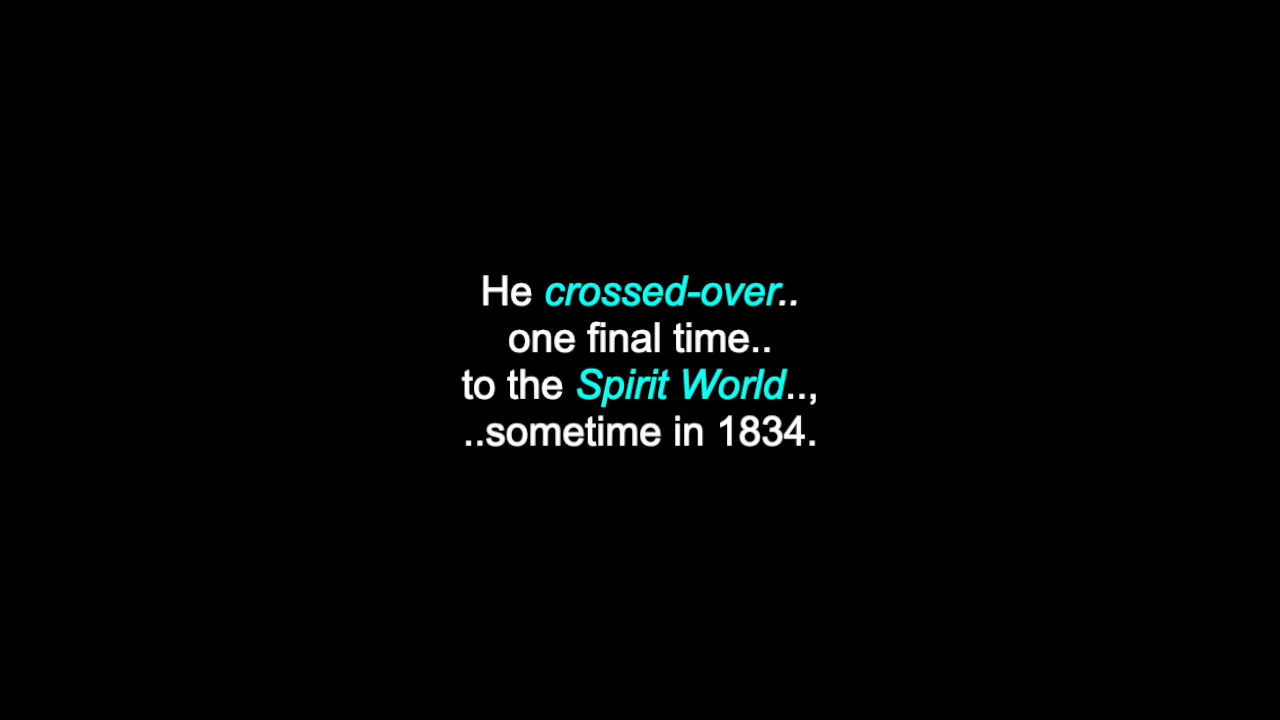 He crossed-over..
one final time..
to the Spirit World..,
..sometime in 1834.